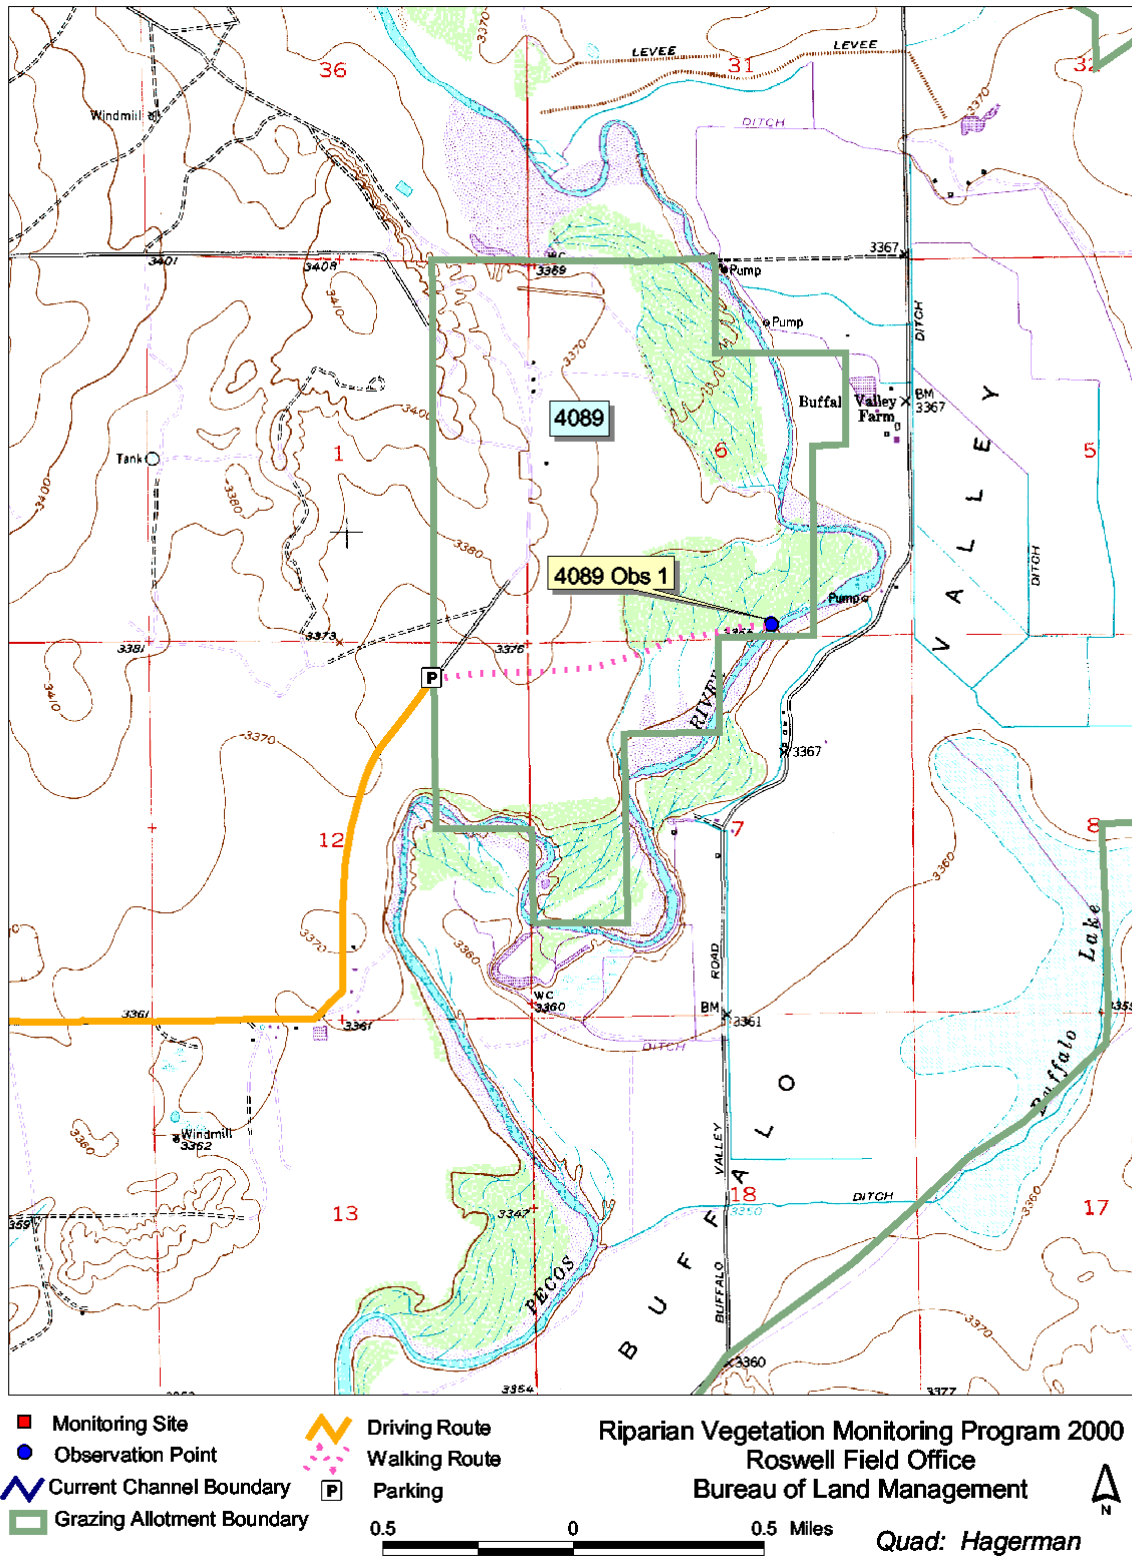 3370
LEVEE
LEVEE
36
31
32
3370
Windmill
DITCH
3367
3401
3408
WC
3369
Pump
3410
Pump
DITCH
3370
BM
3367
Buffal
Valley
Farm
3400
4089
VALLEY
1
6
5
Tank
3400
3380
3380
DITCH
4089 Obs 1
Pump
3373
3376
3381
3410
P
RIVER
3370
3367
12
7
8
3360
Lake
3370
3360
ROAD
WC
3360
BM
3361
3361
3361
DITCH
Buffalo
3360
Windmill
3362
VALLEY
18
3350
DITCH
3347
13
17
3360
359
PECOS
BUFFALO
BUFFALO
3370
3360
3354
3377
Monitoring Site
Observation Point
Current Channel Boundary
Grazing Allotment Boundary
Driving Route
Walking Route
P Parking
Riparian Vegetation Monitoring Program 2000
Roswell Field Office
Bureau of Land Management
N
0.5 0 0.5 Miles
Quad: Hagerman